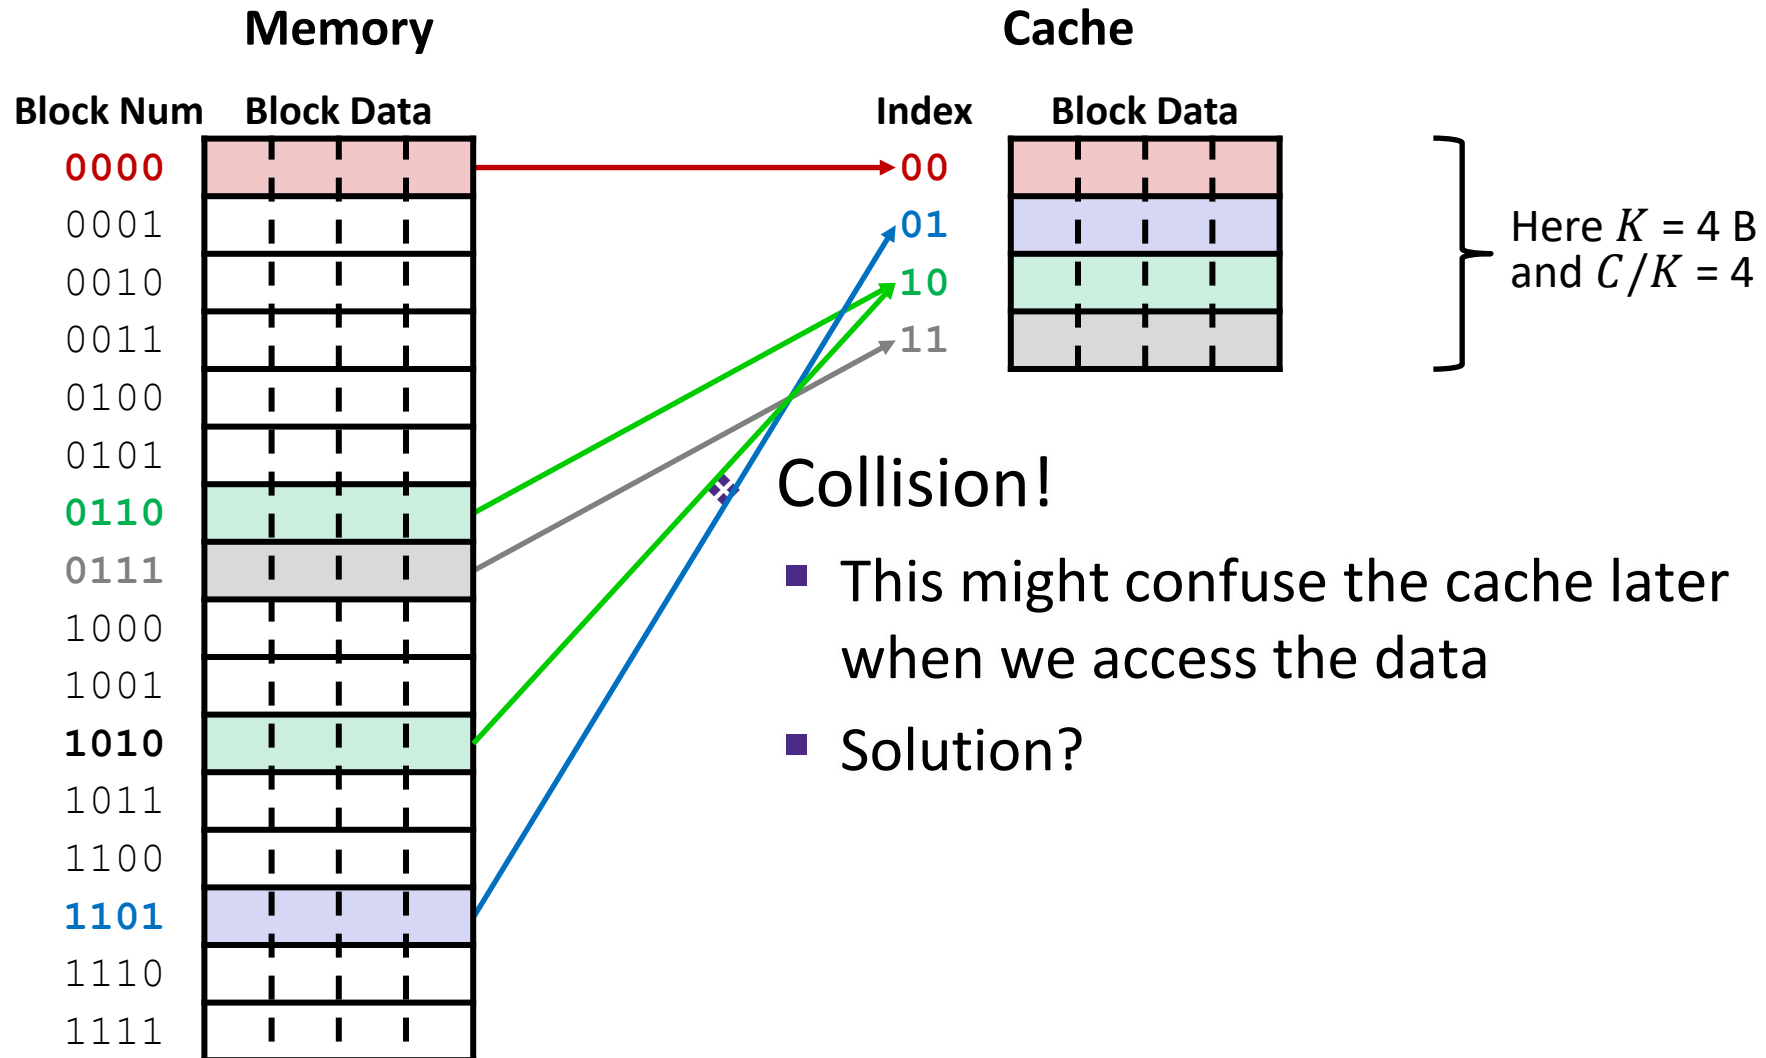 Memory
Cache
Block Num
Block Data
Index
Block Data
0000
0001
0010
0011
0100
0101
0110
0111
1000
1001
1010
1011
1100
1101
1110
1111
00
01
10
11
Here K = 4 B
and C/K = 4
Collision!
This might confuse the cache later
when we access the data
Solution?